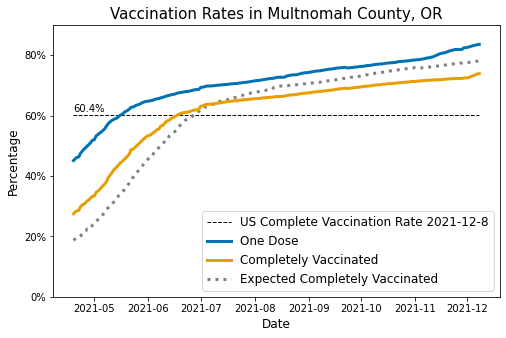 Vaccination Rates in Multnomah County, OR
80%
60.4%
60%
40%
20%
0%
Percentage
US Complete Vaccination Rate 2021-12-8
One Dose
Completely Vaccinated
Expected Completely Vaccinated
2021-05 2021-06 2021-07 2021-08 2021-09 2021-10 2021-11 2021-12
Date